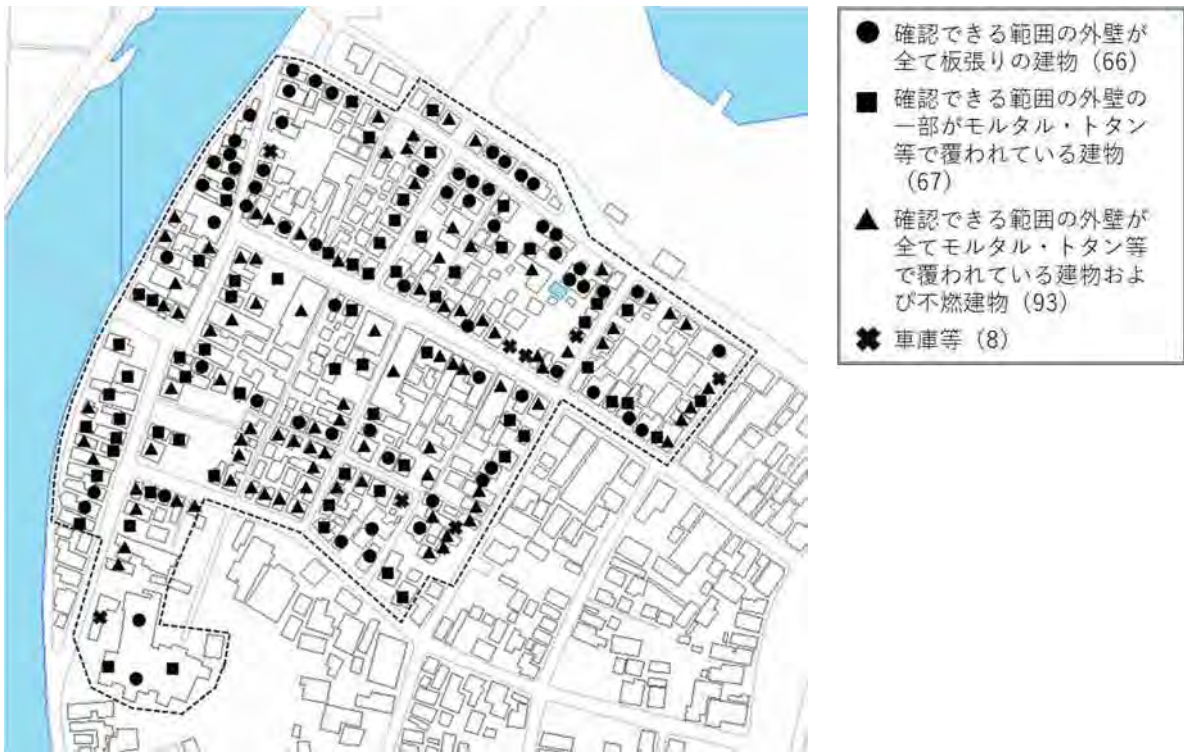 確認できる範囲の外壁が
全て板張りの建物（66）
確認できる範囲の外壁の
一部がモルタル・トタン
等で覆われている建物
（67）
確認できる範囲の外壁が
全てモルタル・トタン等
で覆われている建物およ
び不燃建物（93）
車庫等（8）